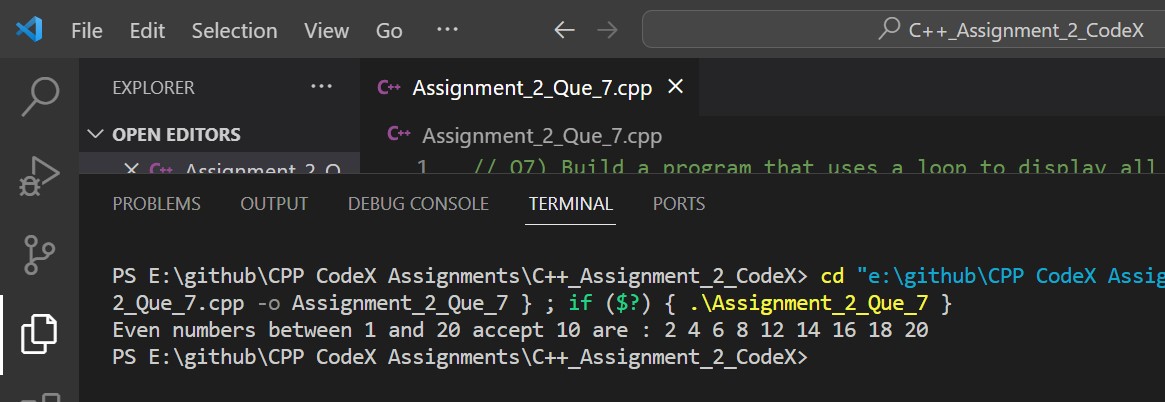 File Edit Selection View Go ...
C++_Assignment_2_CodeX
EXPLORER ...
OPEN EDITORS
C++ Assignment_2_Q
C++ Assignment_2_Que_7.cpp
C++ Assignment_2_Que_7.cpp
1 // Q7) Build a program that uses a loop to display all
PROBLEMS OUTPUT DEBUG CONSOLE TERMINAL PORTS
PS E:\github\CPP CodeX Assignments\C++_Assignment_2_CodeX> cd "e:\github\CPP CodeX Assig
2_Que_7.cpp -o Assignment_2_Que_7 } ; if ($?) { .\Assignment_2_Que_7 }
Even numbers between 1 and 20 accept 10 are : 2 4 6 8 12 14 16 18 20
PS E:\github\CPP CodeX Assignments\C++_Assignment_2_CodeX>